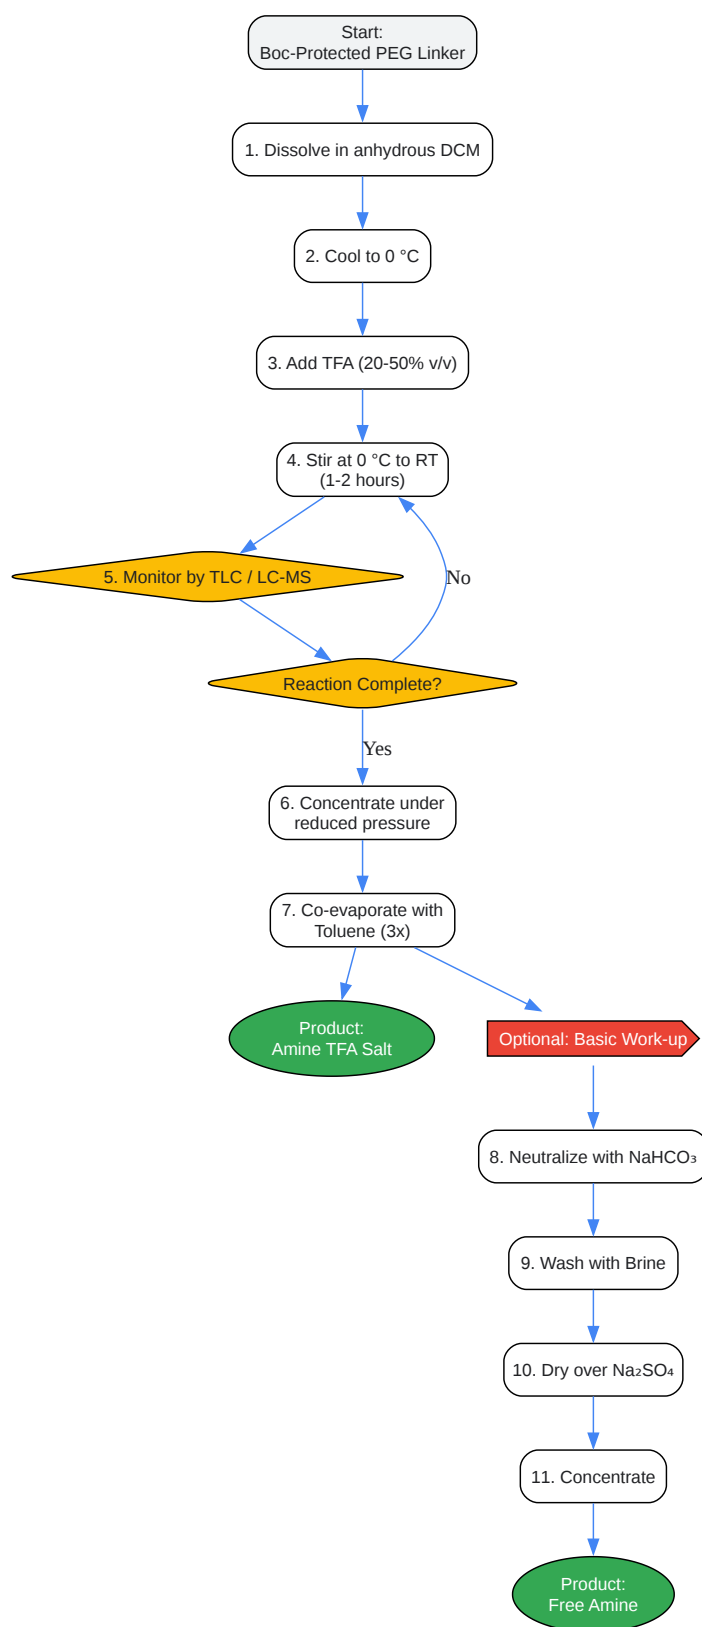 Start:
Boc-Protected PEG Linker
1. Dissolve in anhydrous DCM
2. Cool to 0 °C
3. Add TFA (20-50% v/v)
4. Stir at 0 °C to RT
(1-2 hours)
5. Monitor by TLC / LC-MS
No
Reaction Complete?
Yes
6. Concentrate under
reduced pressure
7. Co-evaporate with
Toluene (3x)
Product:
Amine TFA Salt
Optional: Basic Work-up
8. Neutralize with NaHCO₃
9. Wash with Brine
10. Dry over Na₂SO₄
11. Concentrate
Product:
Free Amine